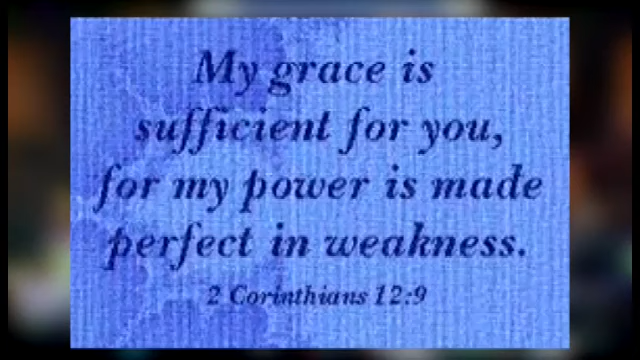 My grace is
sufficient for you,
for my power is made
perfect in weakness.
2 Corinthians 12:9